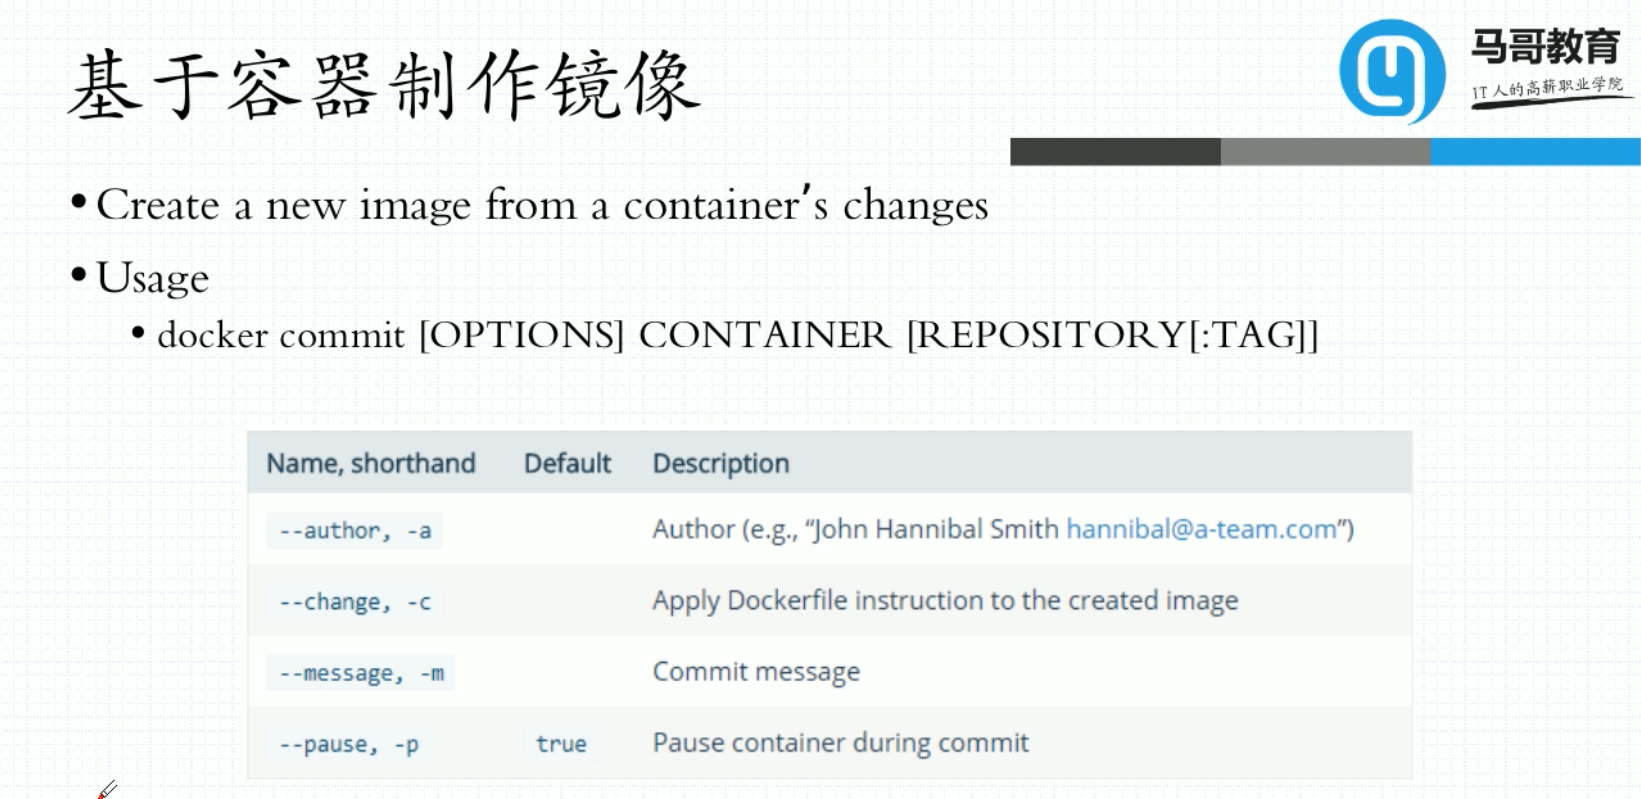 基于容器制作镜像
马哥教育
IT人的高薪职业学院
• Create a new image from a container's changes
• Usage
• docker commit [OPTIONS] CONTAINER [REPOSITORY[:TAG]]
Name, shorthand Default Description
--author, -a Author (e.g., “John Hannibal Smith hannibal@a-team.com”)
--change, -c Apply Dockerfile instruction to the created image
--message, -m Commit message
--pause, -p true Pause container during commit